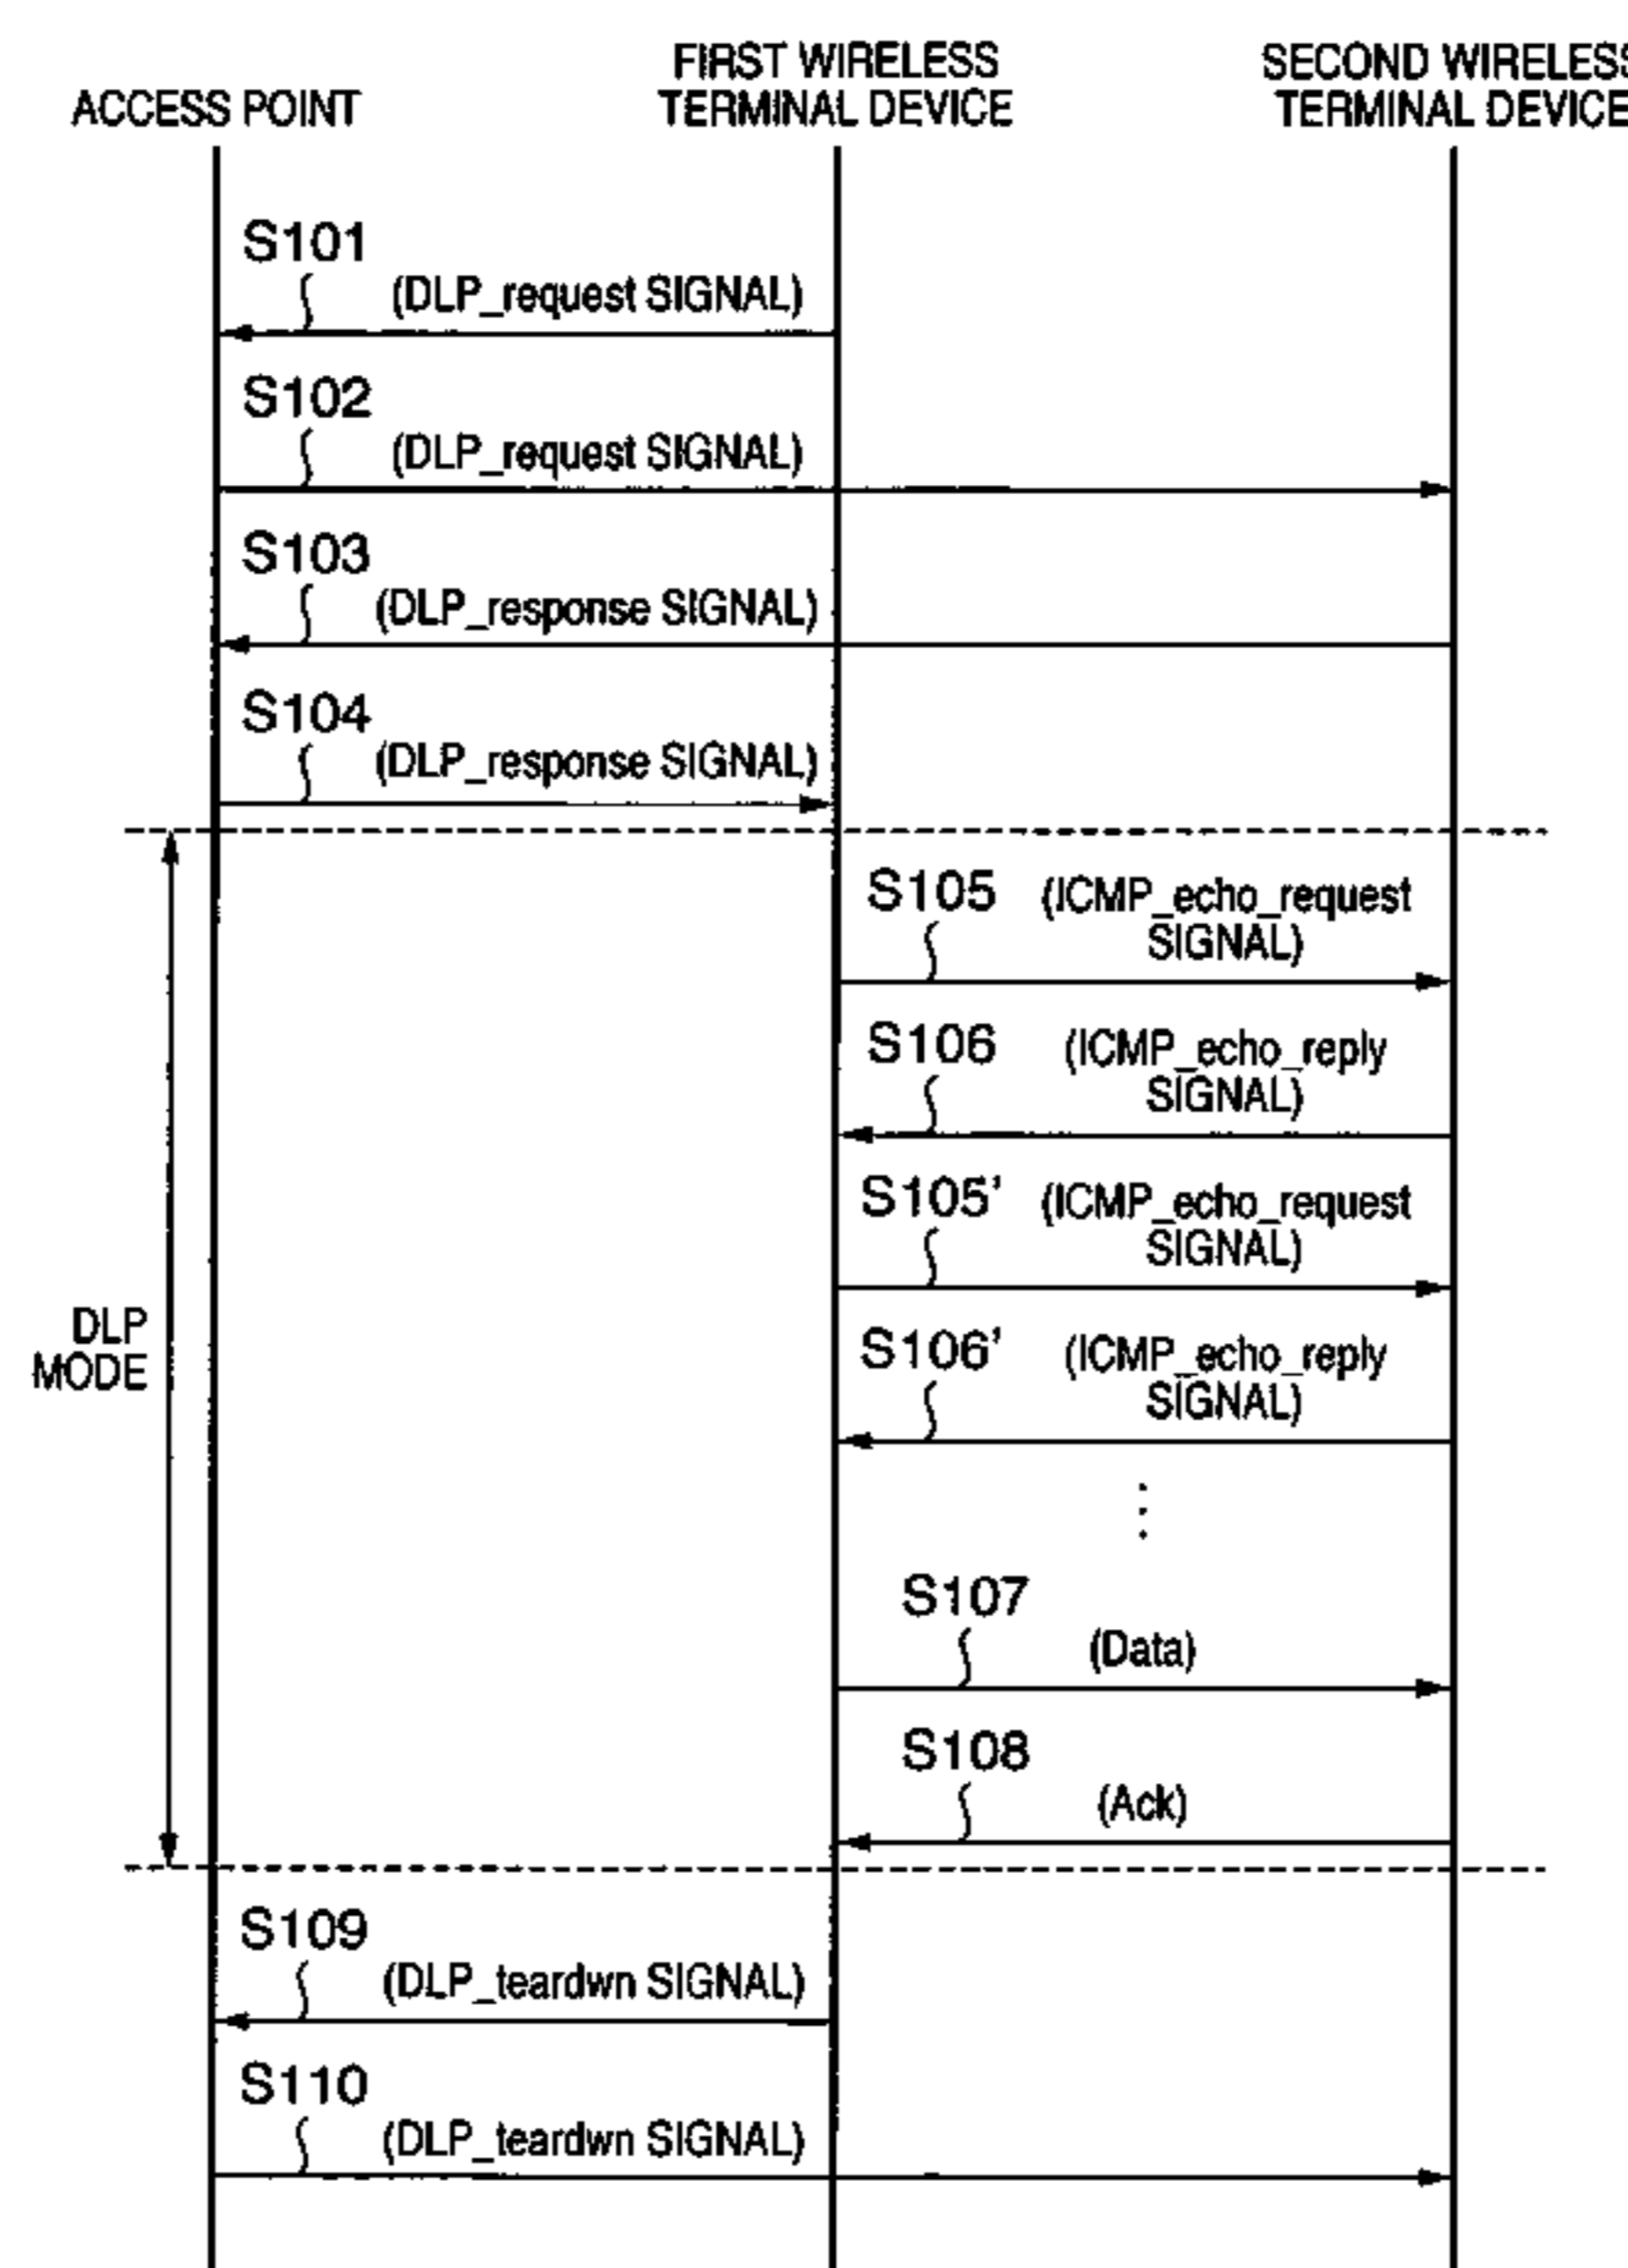 ACCESS POINT
FIRST WIRELESS
TERMINAL DEVICE
SECOND WIRELESS
TERMINAL DEVICE
S101
(DLP_request SIGNAL)
S102
(DLP_request SIGNAL)
S103
(DLP_response SIGNAL)
S104
(DLP_response SIGNAL)
DLP
MODE
S105
(ICMP_echo_request
SIGNAL)
S106
(ICMP_echo_reply
SIGNAL)
S105'
(ICMP_echo_request
SIGNAL)
S106'
(ICMP_echo_reply
SIGNAL)
S107
(Data)
S108
(Ack)
S109
(DLP_teardwn SIGNAL)
S110
(DLP_teardwn SIGNAL)